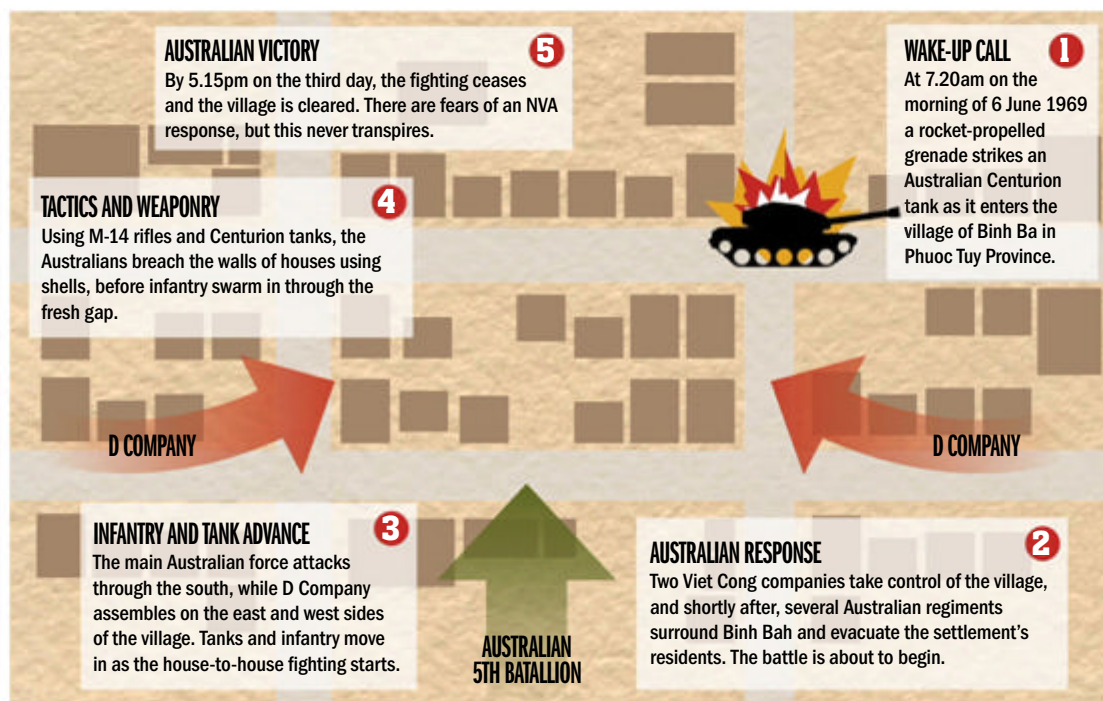 WAKE-UP CALL 1
At 7.20am on the
morning of 6 June 1969
a rocket-propelled
grenade strikes an
Australian Centurion
tank as it enters the
village of Binh Ba in
Phuoc Tuy Province.
AUSTRALIAN RESPONSE 2
Two Viet Cong companies take control of the village,
and shortly after, several Australian regiments
surround Binh Bah and evacuate the settlement's
residents. The battle is about to begin.
INFANTRY AND TANK ADVANCE 3
The main Australian force attacks
through the south, while D Company
assembles on the east and west sides
of the village. Tanks and infantry move
in as the house-to-house fighting starts.
TACTICS AND WEAPONRY 4
Using M-14 rifles and Centurion tanks, the
Australians breach the walls of houses using
shells, before infantry swarm in through the
fresh gap.
AUSTRALIAN VICTORY 5
By 5.15pm on the third day, the fighting ceases
and the village is cleared. There are fears of an NVA
response, but this never transpires.
D COMPANY
D COMPANY
AUSTRALIAN
5TH BATALLION